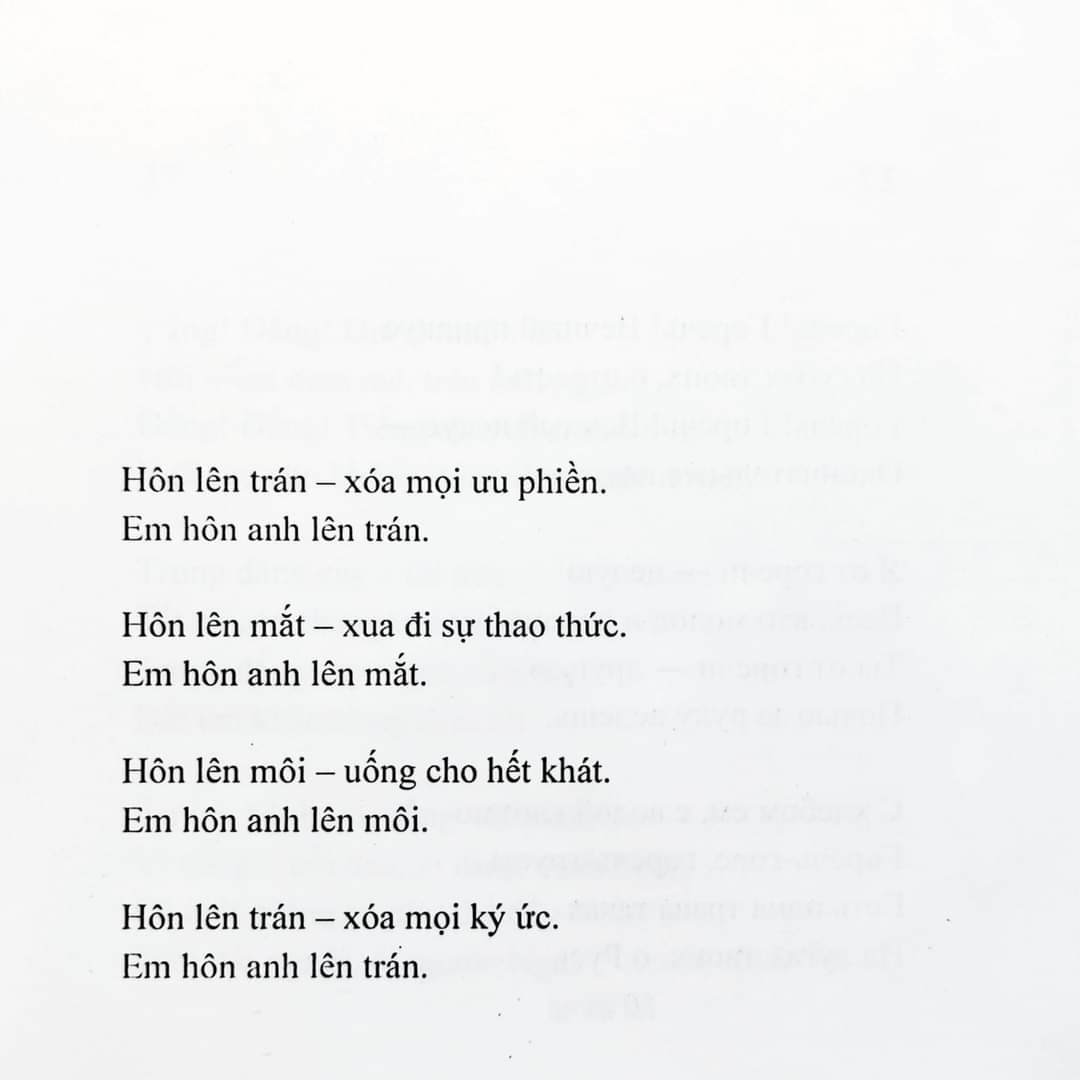 Hôn lên trán – xóa mọi ưu phiền.
Em hôn anh lên trán.
Hôn lên mắt – xua đi sự thao thức.
Em hôn anh lên mắt.
Hôn lên môi – uống cho hết khát.
Em hôn anh lên môi.
Hôn lên trán – xóa mọi ký ức.
Em hôn anh lên trán.